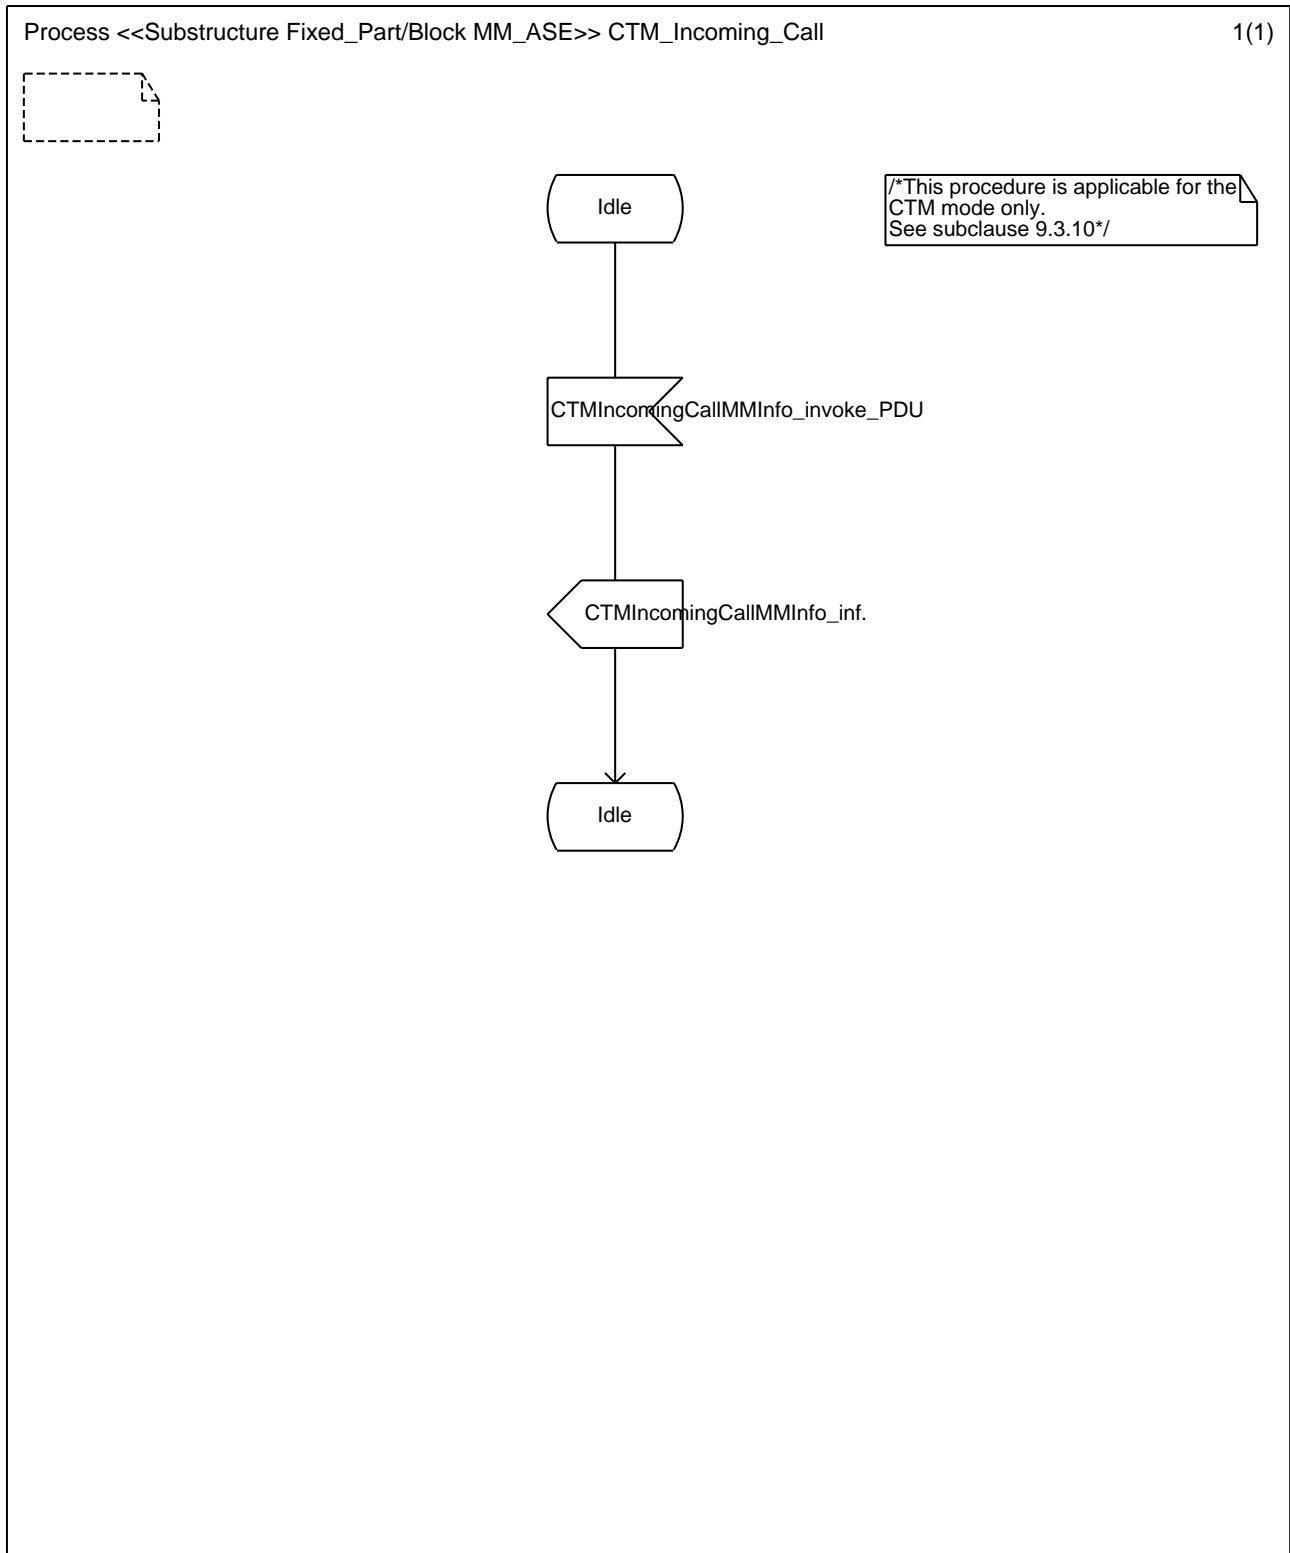 Process <<Substructure Fixed_Part/Block MM_ASE>> CTM_Incoming_Call 1(1)
Idle
/*This procedure is applicable for the
CTM mode only.
See subclause 9.3.10*/
CTMIncomingCallMMInfo_invoke_PDU
CTMIncomingCallMMInfo_inf.
Idle